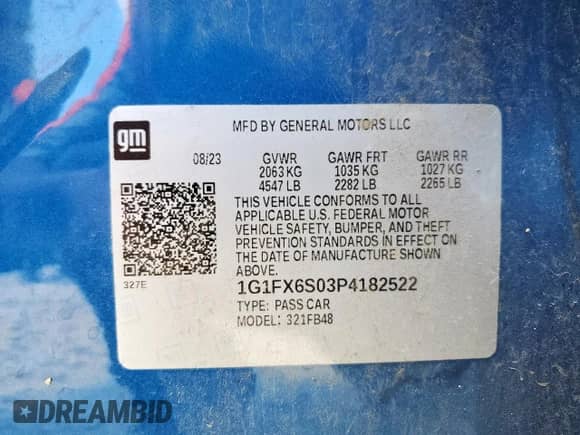 gm
MFD BY GENERAL MOTORS LLC
08/23 GVWR GAWR FRT GAWR RR
2063 KG 1035 KG 1027 KG
4547 LB 2282 LB 2265 LB
THIS VEHICLE CONFORMS TO ALL
APPLICABLE U.S. FEDERAL MOTOR
VEHICLE SAFETY, BUMPER, AND THEFT
PREVENTION STANDARDS IN EFFECT ON
THE DATE OF MANUFACTURE SHOWN
ABOVE.
327E
1G1FX6S03P4182522
TYPE: PASS CAR
MODEL: 321FB48
DREAMBID